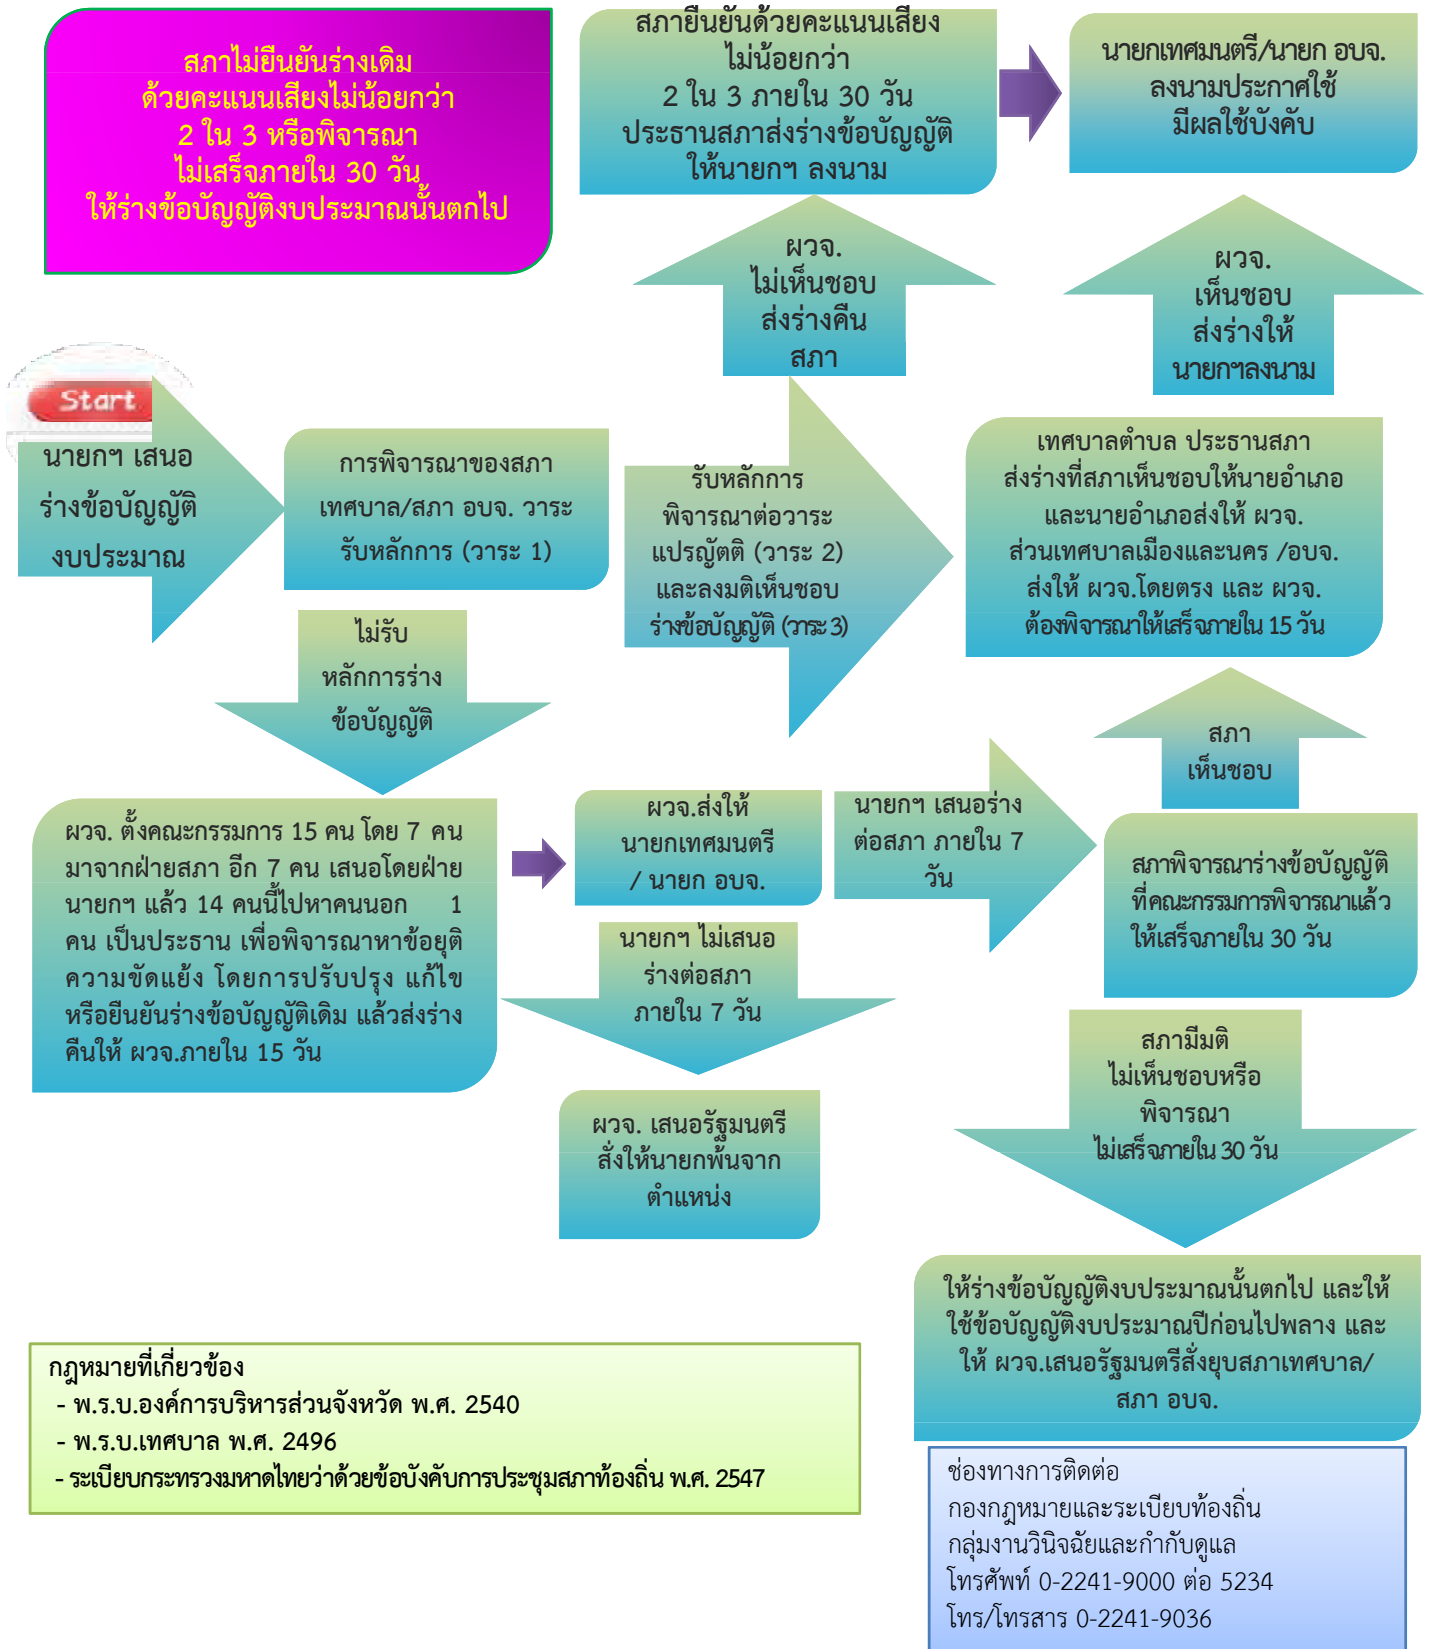 สภาไม่ยืนยันร่างเดิม
ด้วยคะแนนเสียงไม่น้อยกว่า
2 ใน 3 หรือพิจารณา
ไม่เสร็จภายใน 30 วัน
ให้ร่างข้อบัญญัติงบประมาณนั้นตกไป
สภายืนยันด้วยคะแนนเสียง
ไม่น้อยกว่า
2 ใน 3 ภายใน 30 วัน
ประธานสภาส่งร่างข้อบัญญัติ
ให้นายกฯ ลงนาม
นายกเทศมนตรี/นายก อบจ.
ลงนามประกาศใช้
มีผลใช้บังคับ
ผวจ.
ไม่เห็นชอบ
ส่งร่างคืน
สภา
ผวจ.
เห็นชอบ
ส่งร่างให้
นายกฯลงนาม
Start
นายกฯ เสนอ
ร่างข้อบัญญัติ
งบประมาณ
การพิจารณาของสภา
เทศบาล/สภา อบจ. วาระ
รับหลักการ (วาระ 1)
รับหลักการ
พิจารณาต่อวาระ
แปรญัตติ (วาระ 2)
และลงมติเห็นชอบ
ร่างข้อบัญญัติ (วาระ 3)
เทศบาลตำบล ประธานสภา
ส่งร่างที่สภาเห็นชอบให้นายอำเภอ
และนายอำเภอส่งให้ ผวจ.
ส่วนเทศบาลเมืองและนคร /อบจ.
ส่งให้ ผวจ.โดยตรง และ ผวจ.
ต้องพิจารณาให้เสร็จภายใน 15 วัน
ไม่รับ
หลักการร่าง
ข้อบัญญัติ
สภา
เห็นชอบ
ผวจ. ตั้งคณะกรรมการ 15 คน โดย 7 คน
มาจากฝ่ายสภา อีก 7 คน เสนอโดยฝ่าย
นายกฯ แล้ว 14 คนนี้ไปหาคนนอก 1
คน เป็นประธาน เพื่อพิจารณาหาข้อยุติ
ความขัดแย้ง โดยการปรับปรุง แก้ไข
หรือยืนยันร่างข้อบัญญัติเดิม แล้วส่งร่าง
คืนให้ ผวจ.ภายใน 15 วัน
ผวจ.ส่งให้
นายกเทศมนตรี
/ นายก อบจ.
นายกฯ เสนอร่าง
ต่อสภา ภายใน 7
วัน
สภาพิจารณาร่างข้อบัญญัติ
ที่คณะกรรมการพิจารณาแล้ว
ให้เสร็จภายใน 30 วัน
นายกฯ ไม่เสนอ
ร่างต่อสภา
ภายใน 7 วัน
สภามีมติ
ไม่เห็นชอบหรือ
พิจารณา
ไม่เสร็จภายใน 30 วัน
ผวจ. เสนอรัฐมนตรี
สั่งให้นายกพ้นจาก
ตำแหน่ง
ให้ร่างข้อบัญญัติงบประมาณนั้นตกไป และให้
ใช้ข้อบัญญัติงบประมาณปีก่อนไปพลาง และ
ให้ ผวจ.เสนอรัฐมนตรีสั่งยุบสภาเทศบาล/
สภา อบจ.
กฎหมายที่เกี่ยวข้อง
- พ.ร.บ.องค์การบริหารส่วนจังหวัด พ.ศ. 2540
- พ.ร.บ.เทศบาล พ.ศ. 2496
- ระเบียบกระทรวงมหาดไทยว่าด้วยข้อบังคับการประชุมสภาท้องถิ่น พ.ศ. 2547
ช่องทางการติดต่อ
กองกฎหมายและระเบียบท้องถิ่น
กลุ่มงานวินิจฉัยและกำกับดูแล
โทรศัพท์ 0-2241-9000 ต่อ 5234
โทร/โทรสาร 0-2241-9036